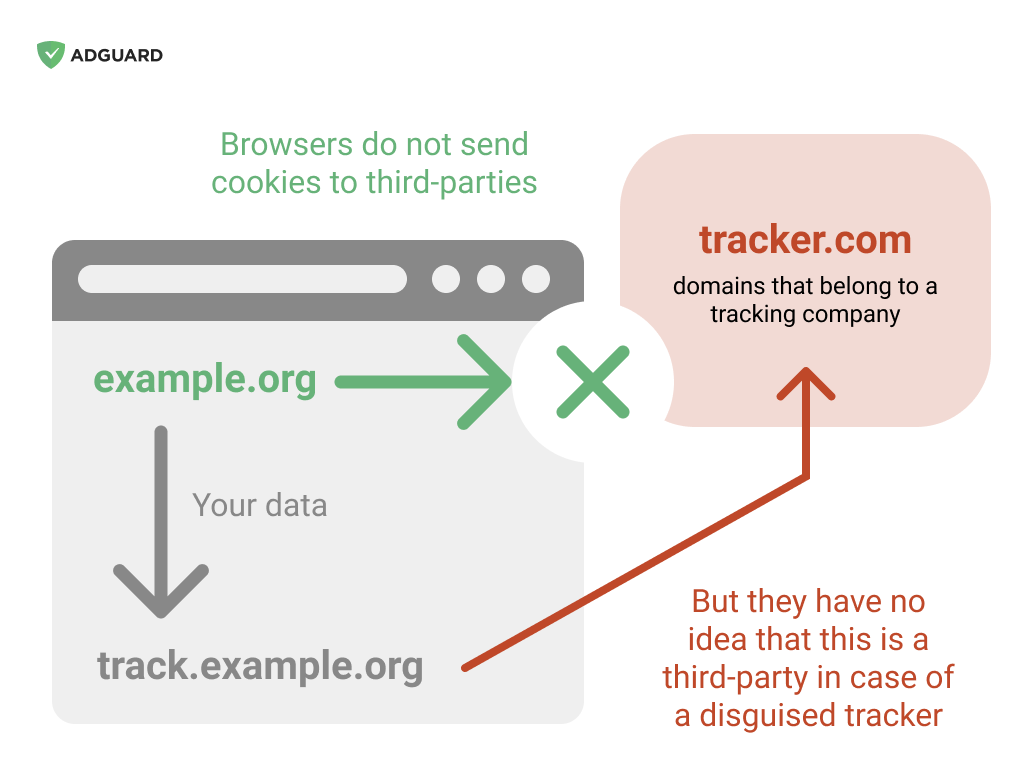 ADGUARD
Browsers do not send
cookies to third-parties
tracker.com
domains that belong to a
tracking company
example.org
Your data
track.example.org
But they have no
idea that this is a
third-party in case of
a disguised tracker